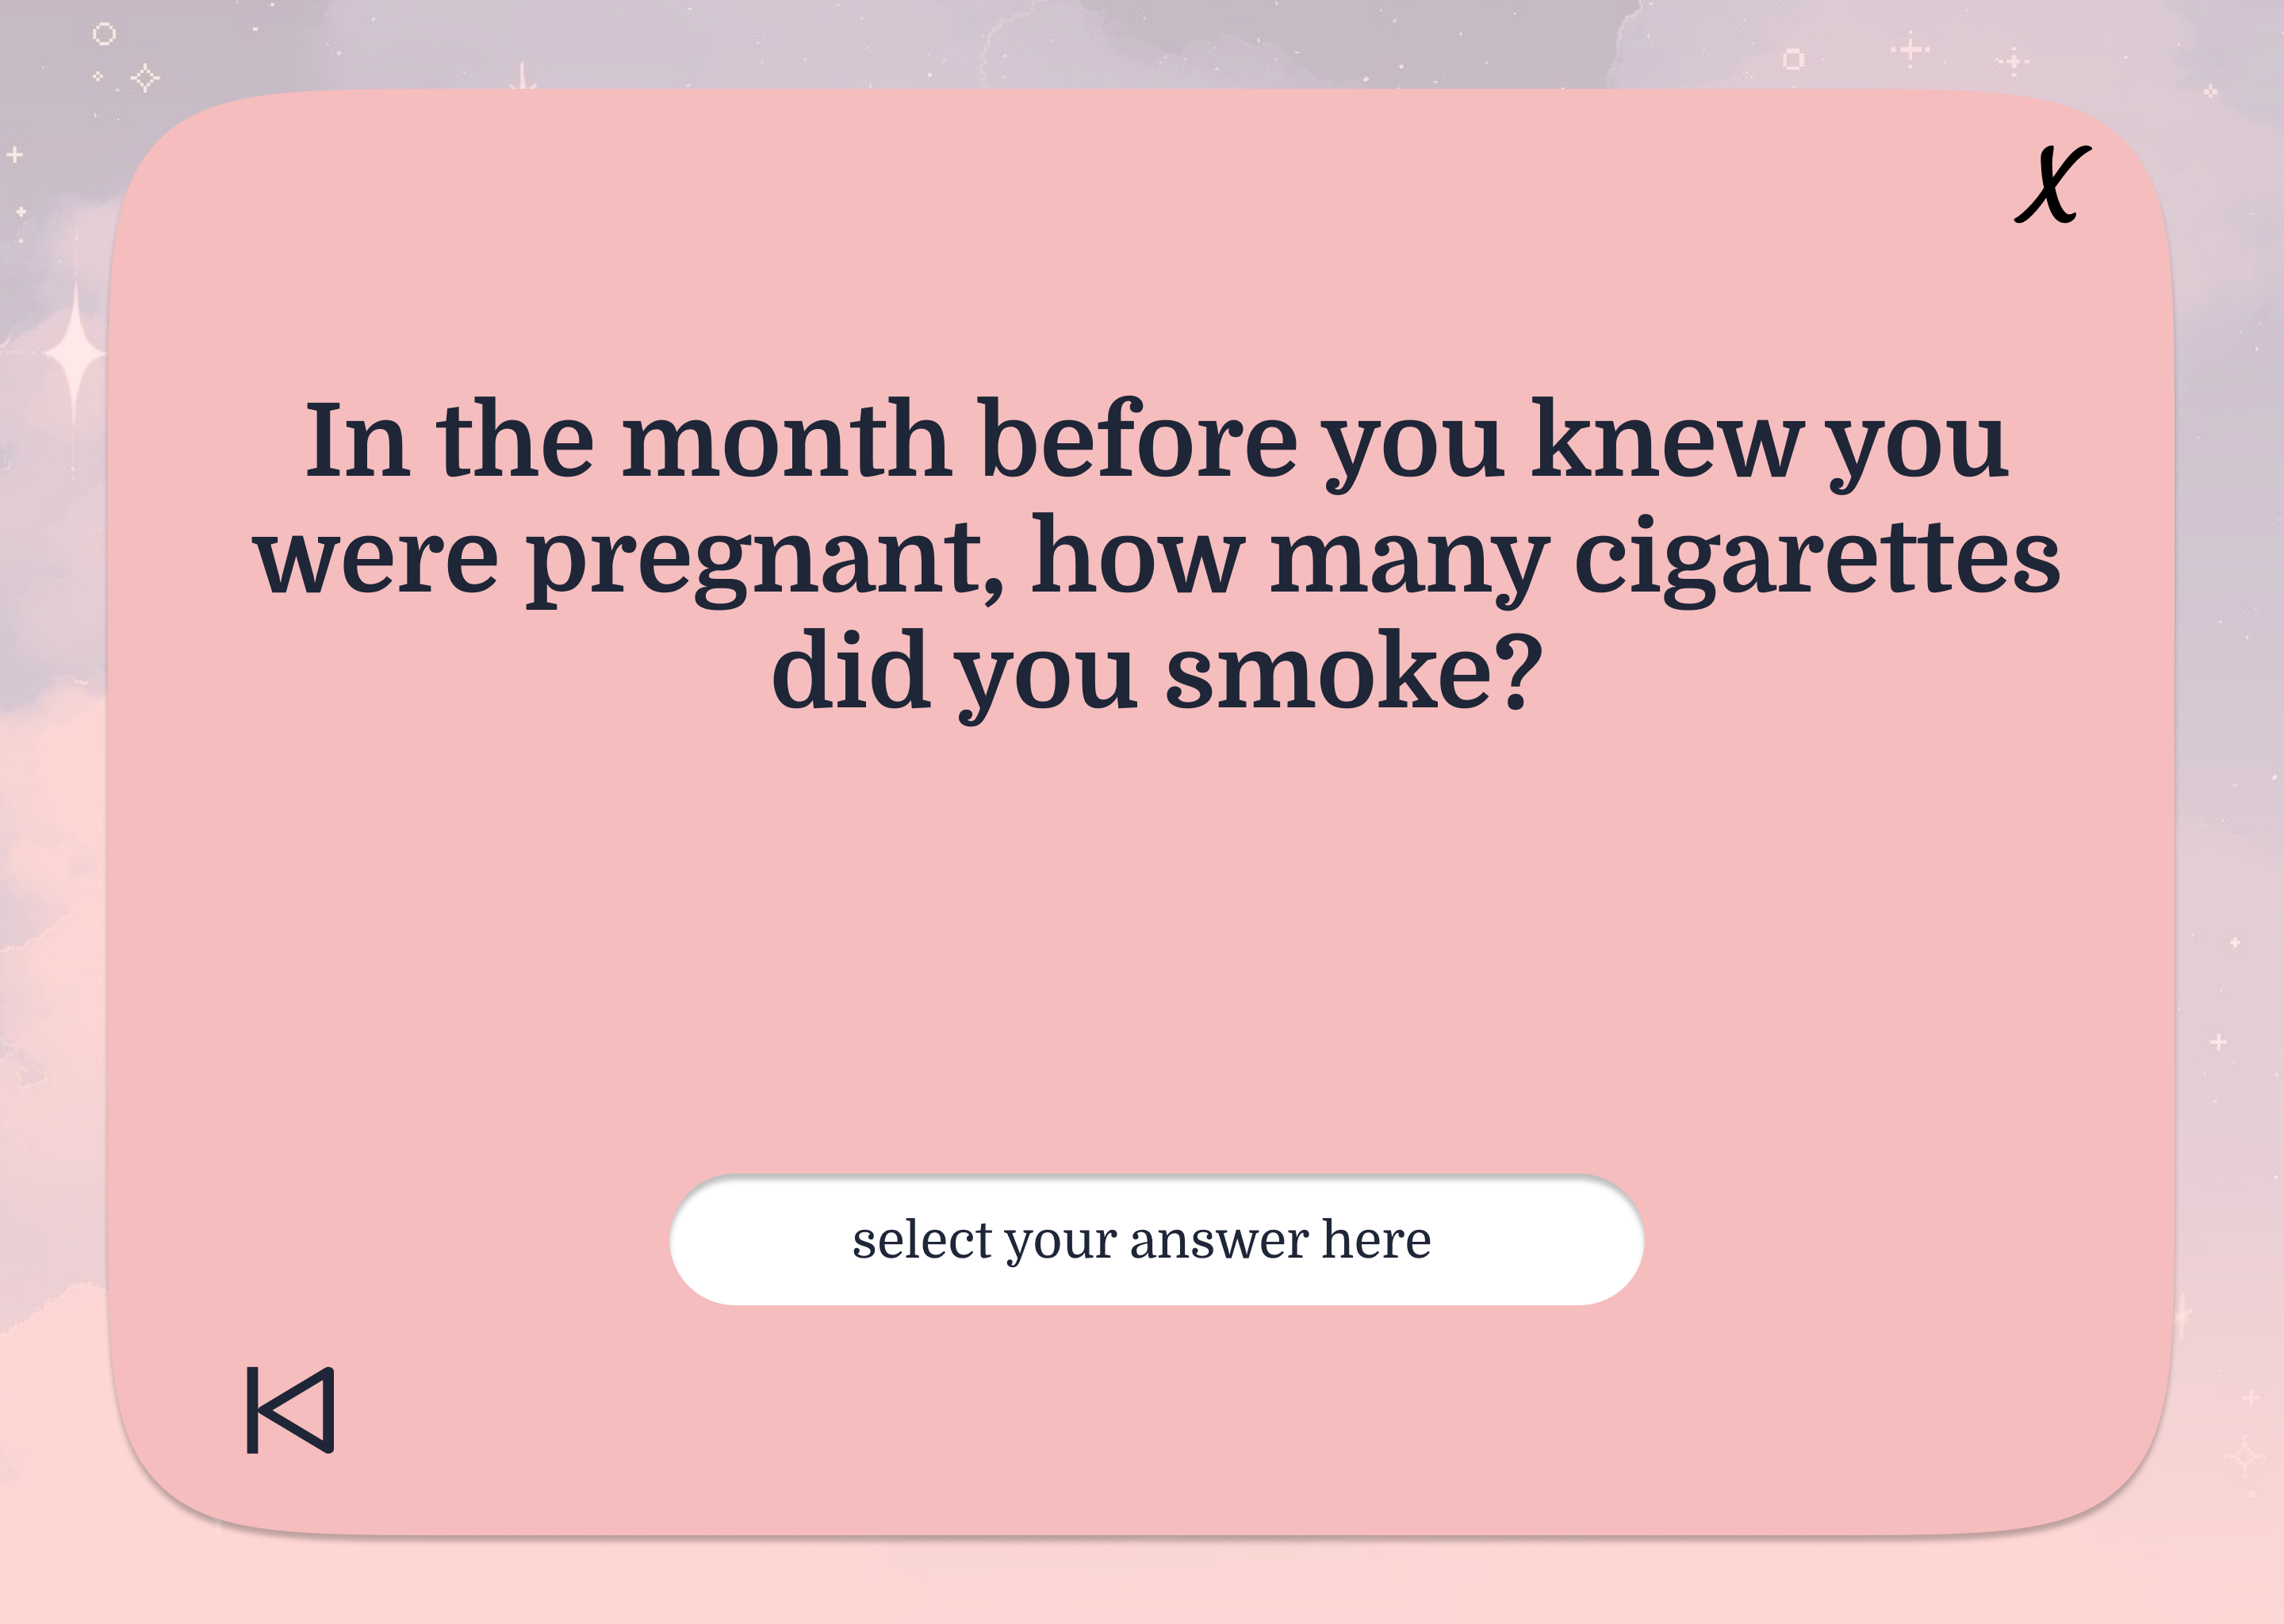 X
In the month before you knew you
were pregnant, how many cigarettes
did you smoke?
select your answer here